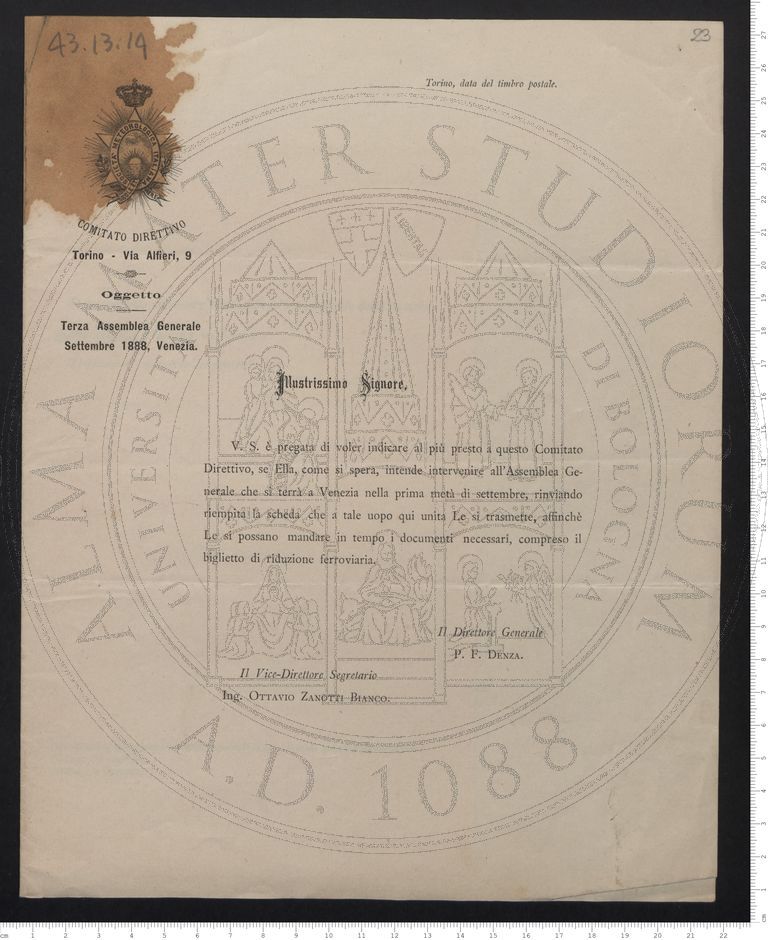 43.13.19
23
Torino, data del timbro postale.
SOCIETÀ METEOROLOGICA ITALIANA
COMITATO DIRETTIVO
Torino - Via Alfieri, 9
Oggetto
Terza Assemblea Generale
Settembre 1888, Venezia.
Illustrissimo Signore,
V. S. è pregata di voler indicare al più presto a questo Comitato
Direttivo, se Ella, come si spera, intende intervenire all'Assemblea Ge-
nerale che si terrà a Venezia nella prima metà di settembre, rinviando
riempita la scheda che a tale uopo qui unita Le si trasmette, affinchè
Le si possano mandare in tempo i documenti necessari, compreso il
biglietto di riduzione ferroviaria.
Il Direttore Generale
P. F. DENZA.
Il Vice-Direttore Segretario
Ing. OTTAVIO ZANOTTI BIANCO.
ALMA MATER STUDIORUM
UNIVERSITÀ DI BOLOGNA
LIBERTAS
A.D. 1088